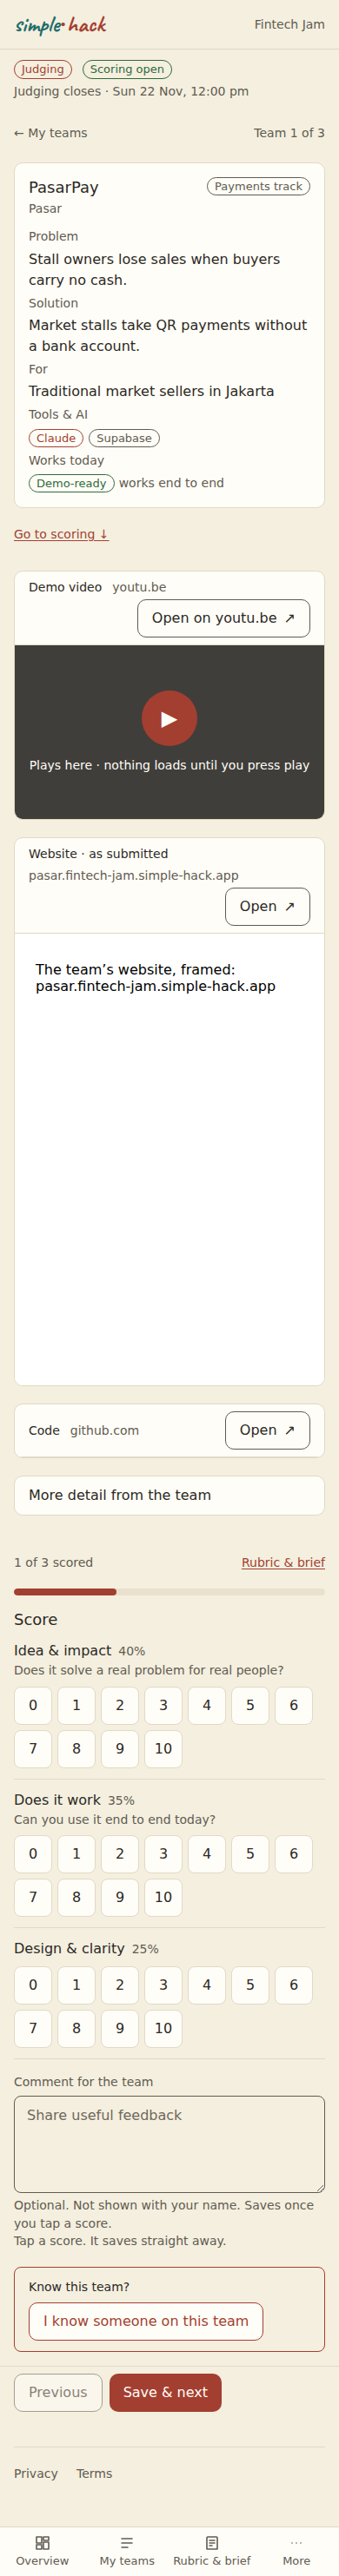 simple·hack
Fintech Jam
Judging
Scoring open
Judging closes · Sun 22 Nov, 12:00 pm
← My teams
Team 1 of 3
PasarPay
Payments track
Pasar
Problem
Stall owners lose sales when buyers
carry no cash.
Solution
Market stalls take QR payments without
a bank account.
For
Traditional market sellers in Jakarta
Tools & AI
Claude
Supabase
Works today
Demo-ready works end to end
Go to scoring ↓
Demo video youtu.be
Open on youtu.be ↗
Plays here · nothing loads until you press play
Website · as submitted
pasar.fintech-jam.simple-hack.app
Open ↗
The team’s website, framed:
pasar.fintech-jam.simple-hack.app
Code github.com
Open ↗
More detail from the team
1 of 3 scored
Rubric & brief
Score
Idea & impact 40%
Does it solve a real problem for real people?
0 1 2 3 4 5 6
7 8 9 10
Does it work 35%
Can you use it end to end today?
0 1 2 3 4 5 6
7 8 9 10
Design & clarity 25%
0 1 2 3 4 5 6
7 8 9 10
Comment for the team
Share useful feedback
Optional. Not shown with your name. Saves once
you tap a score.
Tap a score. It saves straight away.
Know this team?
I know someone on this team
Previous
Save & next
Privacy Terms
Overview
My teams
Rubric & brief
More